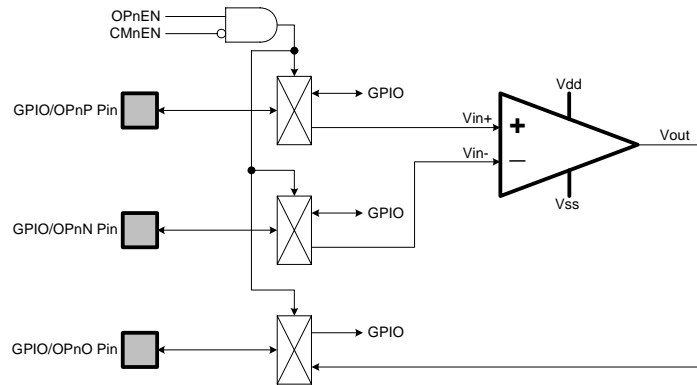 OPnEN
CMnEN
GPIO/OPnP Pin
GPIO
Vin+
Vdd
+
Vout
Vin-
−
Vss
GPIO/OPnN Pin
GPIO
GPIO/OPnO Pin
GPIO